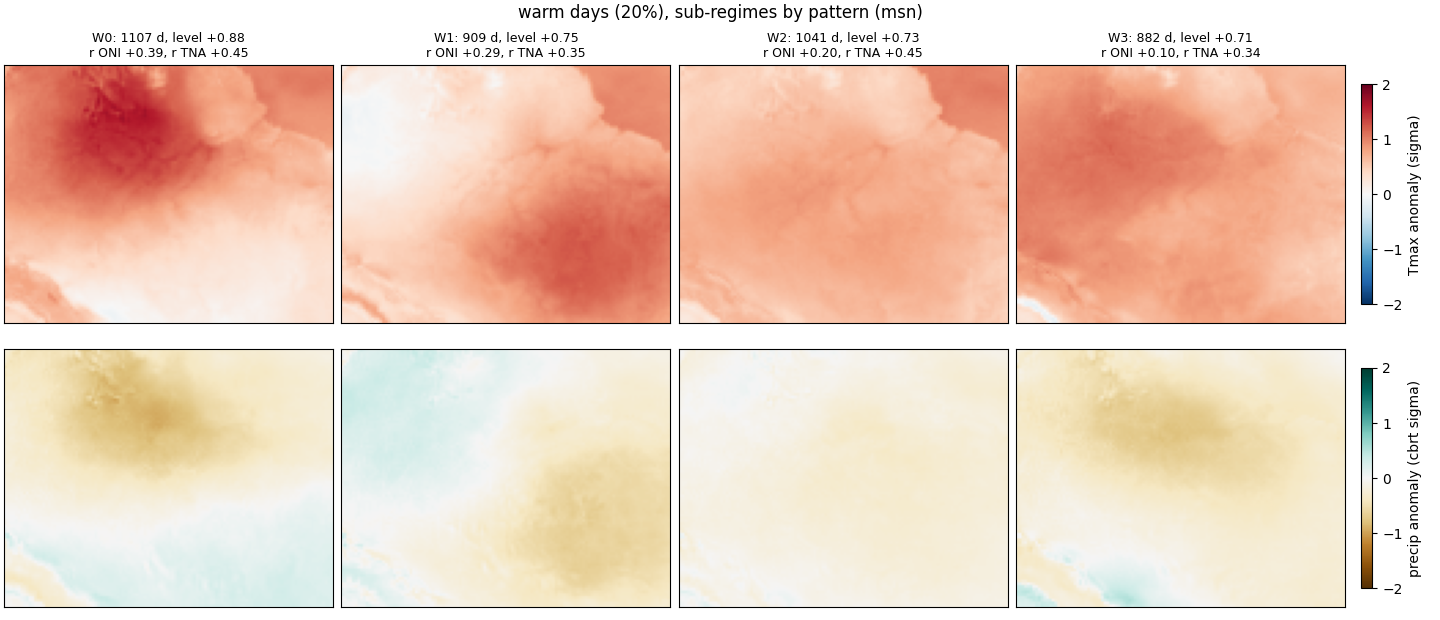 warm days (20%), sub-regimes by pattern (msn)
W0: 1107 d, level +0.88
r ONI +0.39, r TNA +0.45
W1: 909 d, level +0.75
r ONI +0.29, r TNA +0.35
W2: 1041 d, level +0.73
r ONI +0.20, r TNA +0.45
W3: 882 d, level +0.71
r ONI +0.10, r TNA +0.34
2
1
0
−1
−2
Tmax anomaly (sigma)
2
1
0
−1
−2
precip anomaly (cbrt sigma)